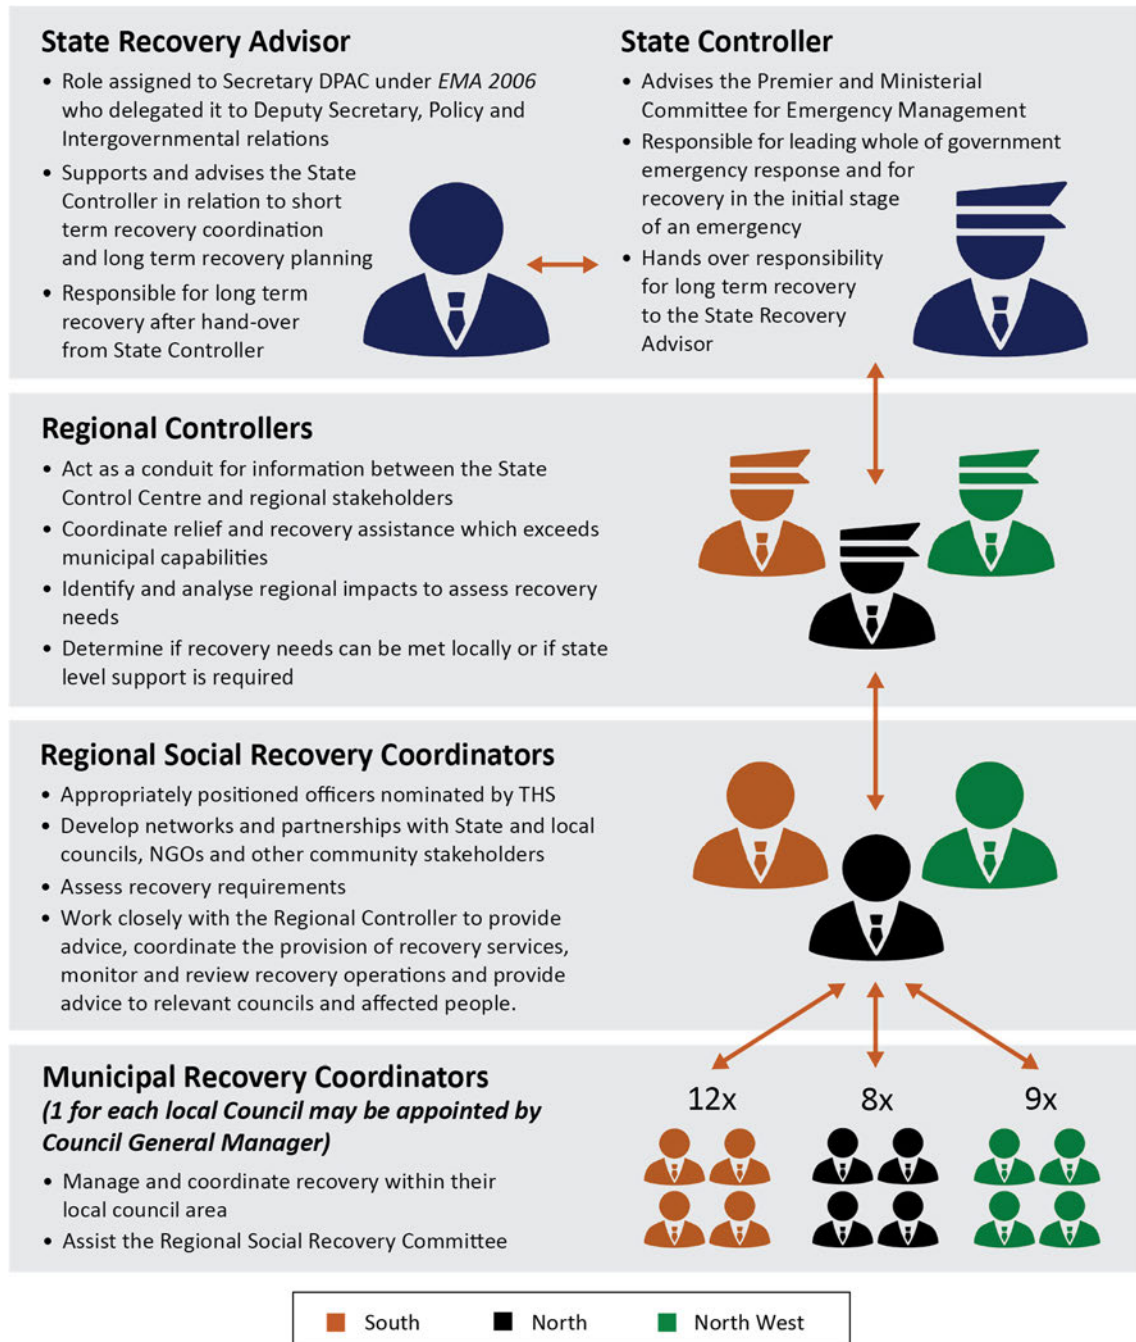 State Recovery Advisor
• Role assigned to Secretary DPAC under EMA 2006
who delegated it to Deputy Secretary, Policy and
Intergovernmental relations
• Supports and advises the State
Controller in relation to short
term recovery coordination
and long term recovery planning
• Responsible for long term
recovery after hand-over
from State Controller
State Controller
• Advises the Premier and Ministerial
Committee for Emergency Management
• Responsible for leading whole of government
emergency response and for
recovery in the initial stage
of an emergency
• Hands over responsibility
for long term recovery
to the State Recovery
Advisor
Regional Controllers
• Act as a conduit for information between the State
Control Centre and regional stakeholders
• Coordinate relief and recovery assistance which exceeds
municipal capabilities
• Identify and analyse regional impacts to assess recovery
needs
• Determine if recovery needs can be met locally or if state
level support is required
Regional Social Recovery Coordinators
• Appropriately positioned officers nominated by THS
• Develop networks and partnerships with State and local
councils, NGOs and other community stakeholders
• Assess recovery requirements
• Work closely with the Regional Controller to provide
advice, coordinate the provision of recovery services,
monitor and review recovery operations and provide
advice to relevant councils and affected people.
Municipal Recovery Coordinators
(1 for each local Council may be appointed by
Council General Manager)
• Manage and coordinate recovery within their
local council area
• Assist the Regional Social Recovery Committee
12x 8x 9x
South North North West